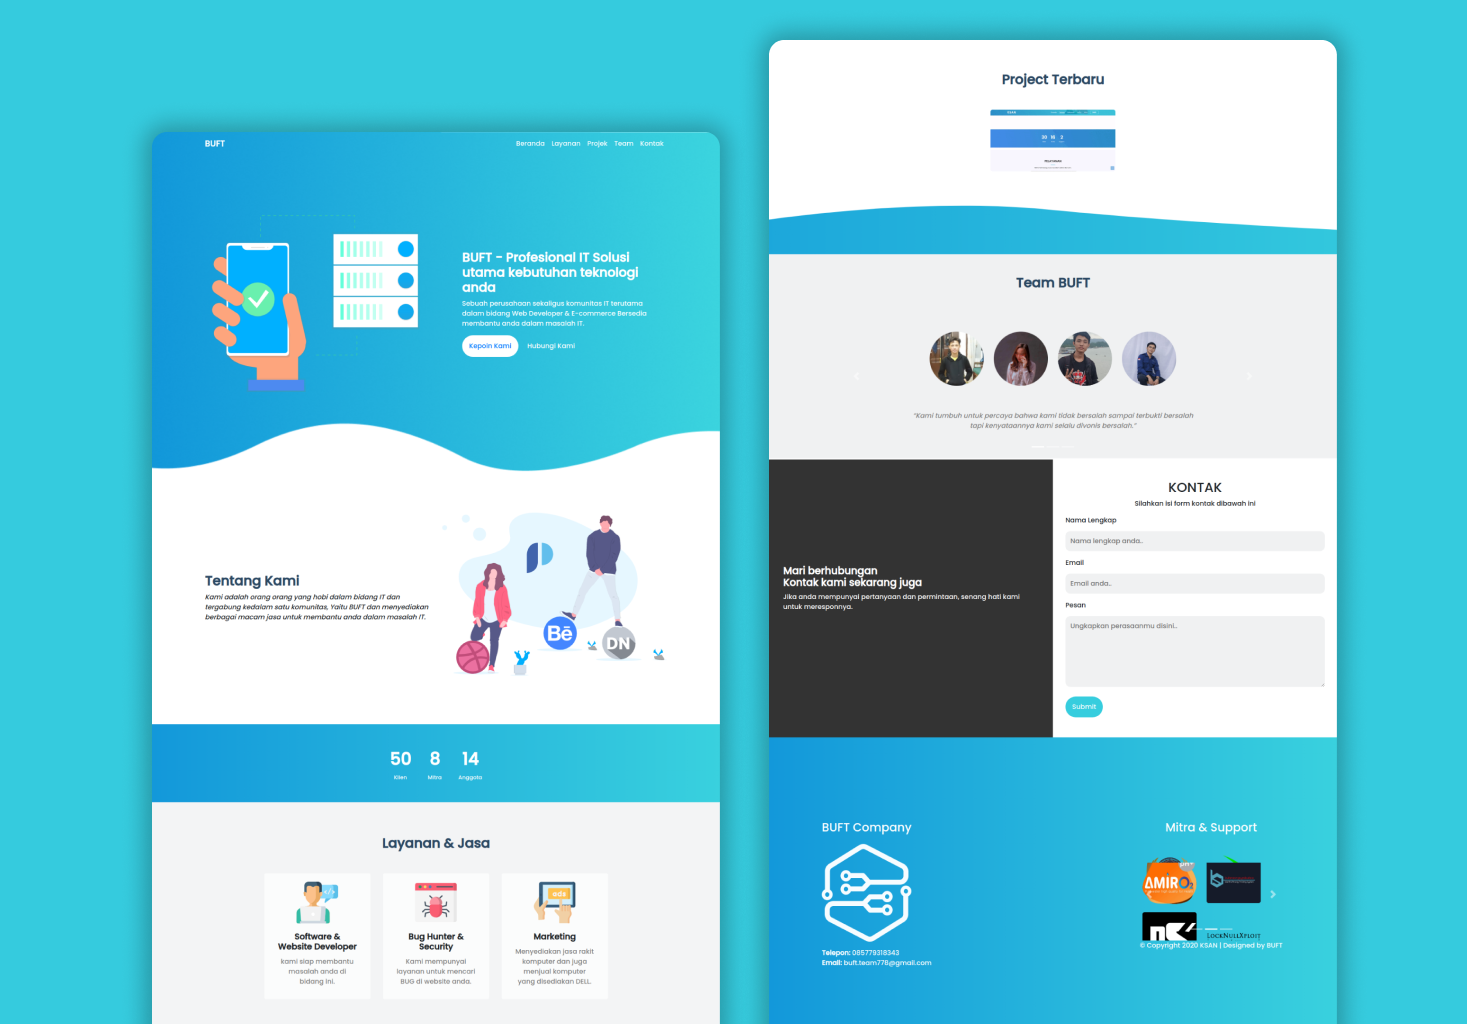 BUFT
Beranda Layanan Projek Team Kontak
BUFT - Profesional IT Solusi
utama kebutuhan teknologi
anda
Sebuah perusahaan sekaligus komunitas IT terutama
dalam bidang Web Developer & E-commerce Bersedia
membantu anda dalam masalah IT.
Kepoin Kami Hubungi Kami
Tentang Kami
Kami adalah orang orang yang hobi dalam bidang IT dan
tergabung kedalam satu komunitas, Yaitu BUFT dan menyediakan
berbagai macam jasa untuk membantu anda dalam masalah IT.
Bē
DN
50 8 14
Klien Mitra Anggota
Layanan & Jasa
Software &
Website Developer
kami siap membantu
masalah anda di
bidang ini.
Bug Hunter &
Security
Kami mempunyai
layanan untuk mencari
BUG di website anda.
ads
Marketing
Menyediakan jasa rakit
komputer dan juga
menjual komputer
yang disediakan DELL.
Project Terbaru
Team BUFT
"Kami tumbuh untuk percaya bahwa kami tidak bersalah sampai terbukti bersalah
tapi kenyataannya kami selalu divonis bersalah."
Mari berhubungan
Kontak kami sekarang juga
Jika anda mempunyai pertanyaan dan permintaan, senang hati kami
untuk meresponnya.
KONTAK
Silahkan isi form kontak dibawah ini
Nama Lengkap
Nama lengkap anda..
Email
Email anda..
Pesan
Ungkapkan perasaanmu disini..
Submit
BUFT Company
Telepon: 085779318343
Email: buft.team778@gmail.com
Mitra & Support
AMIRO2
LOCKNULLXPLOIT
© Copyright 2020 KSAN | Designed by BUFT